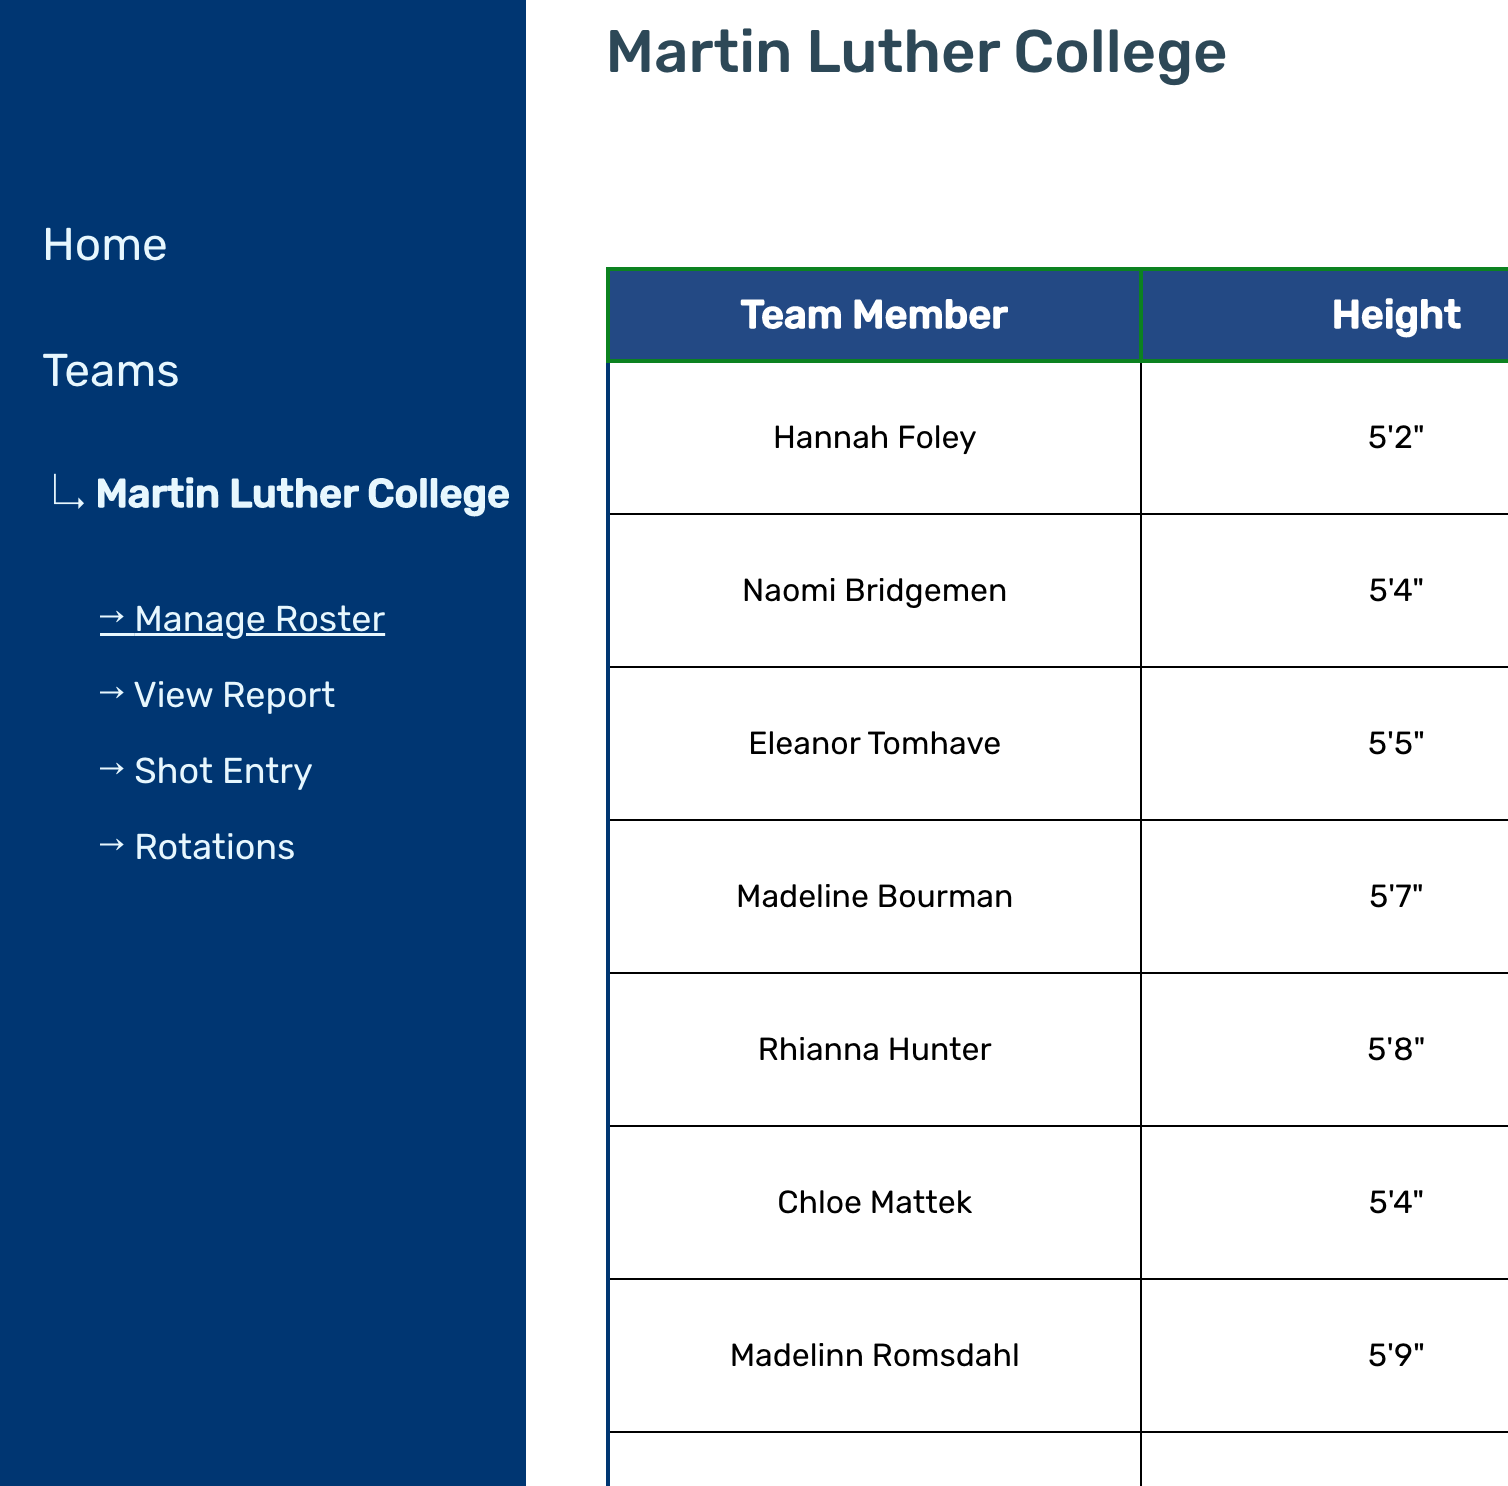 Martin Luther College
Home
Teams
Martin Luther College
→ Manage Roster
→ View Report
→ Shot Entry
→ Rotations
Team Member Height
Hannah Foley 5'2"
Naomi Bridgemen 5'4"
Eleanor Tomhave 5'5"
Madeline Bourman 5'7"
Rhianna Hunter 5'8"
Chloe Mattek 5'4"
Madelinn Romsdahl 5'9"